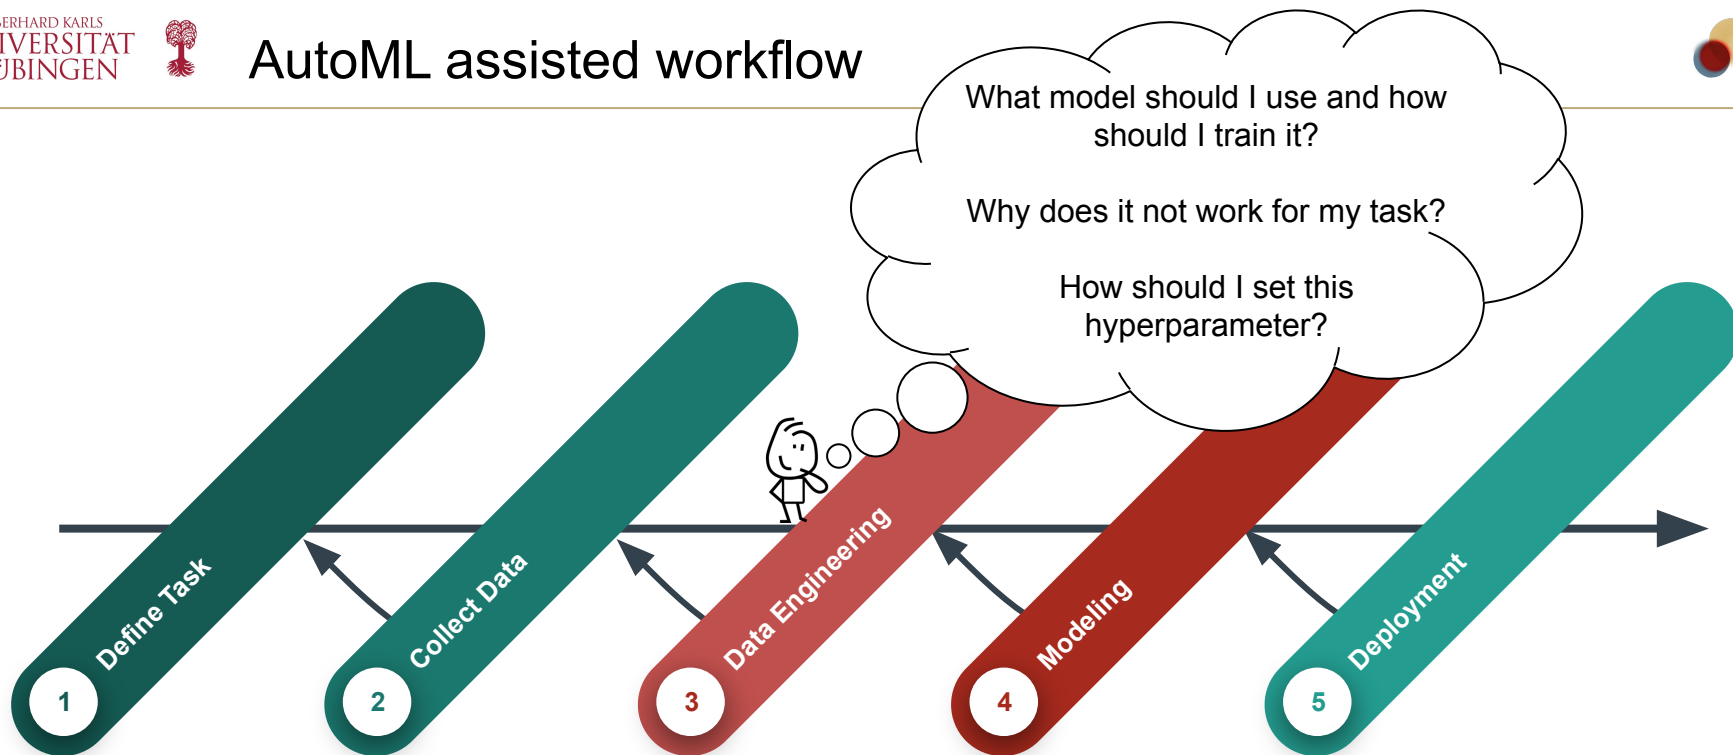 BERHARD KARLS
IVERSITÄT
ÜBINGEN
AutoML assisted workflow
What model should I use and how
should I train it?
Why does it not work for my task?
How should I set this
hyperparameter?
1
Define Task
2
Collect Data
3
Data Engineering
4
Modeling
5
Deployment